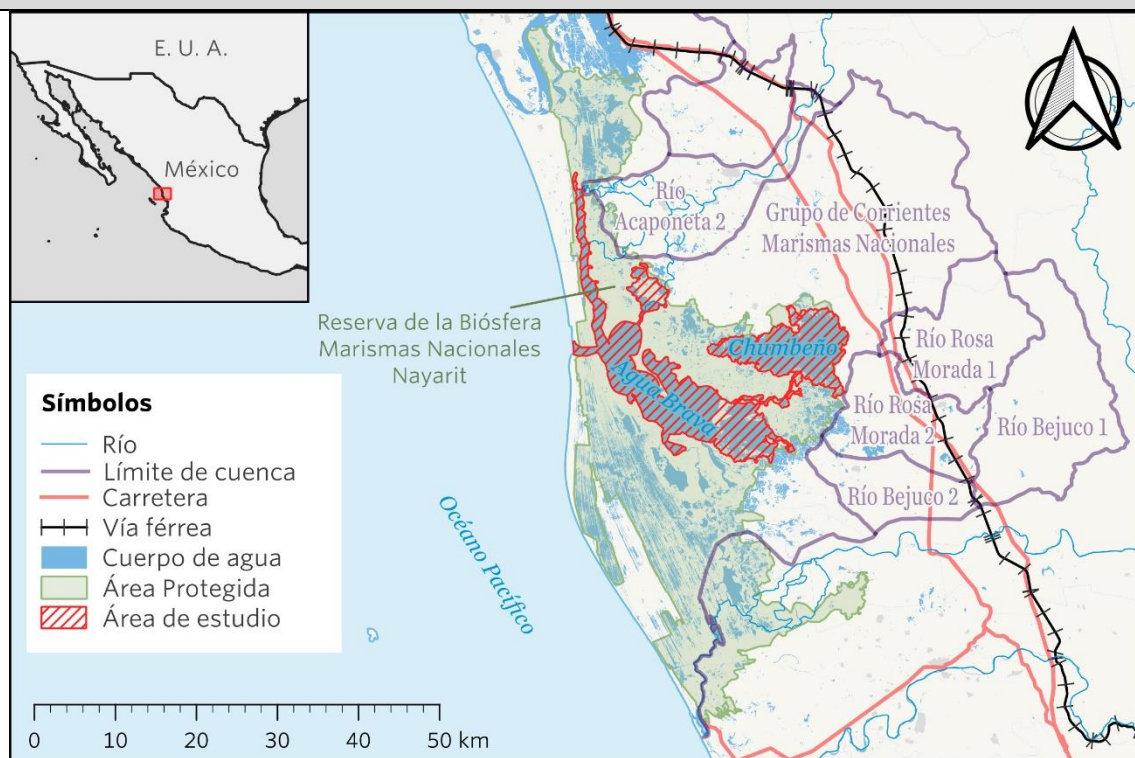 E. U. A.
México
Río
Acaponeta 2
Grupo de Corrientes
Marismas Nacionales
Reserva de la Biósfera
Marismas Nacionales
Nayarit
Chumbeño
Agua Brava
Río Rosa
Morada 1
Río Rosa
Morada 2
Río Bejuco 1
Río Bejuco 2
Océano Pacífico
Símbolos
Río
Límite de cuenca
Carretera
Vía férrea
Cuerpo de agua
Área Protegida
Área de estudio
0 10 20 30 40 50 km